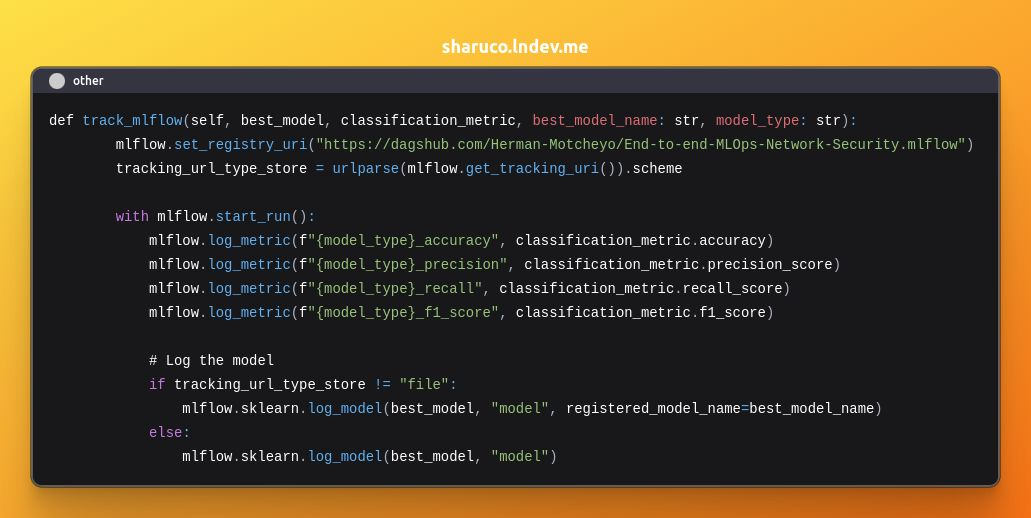 sharuco.lndev.me
other
def track_mlflow(self, best_model, classification_metric, best_model_name: str, model_type: str):
        mlflow.set_registry_uri("https://dagshub.com/Herman-Motcheyo/End-to-end-MLOps-Network-Security.mlflow")
        tracking_url_type_store = urlparse(mlflow.get_tracking_uri()).scheme

        with mlflow.start_run():
            mlflow.log_metric(f"{model_type}_accuracy", classification_metric.accuracy)
            mlflow.log_metric(f"{model_type}_precision", classification_metric.precision_score)
            mlflow.log_metric(f"{model_type}_recall", classification_metric.recall_score)
            mlflow.log_metric(f"{model_type}_f1_score", classification_metric.f1_score)

            # Log the model
            if tracking_url_type_store != "file":
                mlflow.sklearn.log_model(best_model, "model", registered_model_name=best_model_name)
            else:
                mlflow.sklearn.log_model(best_model, "model")